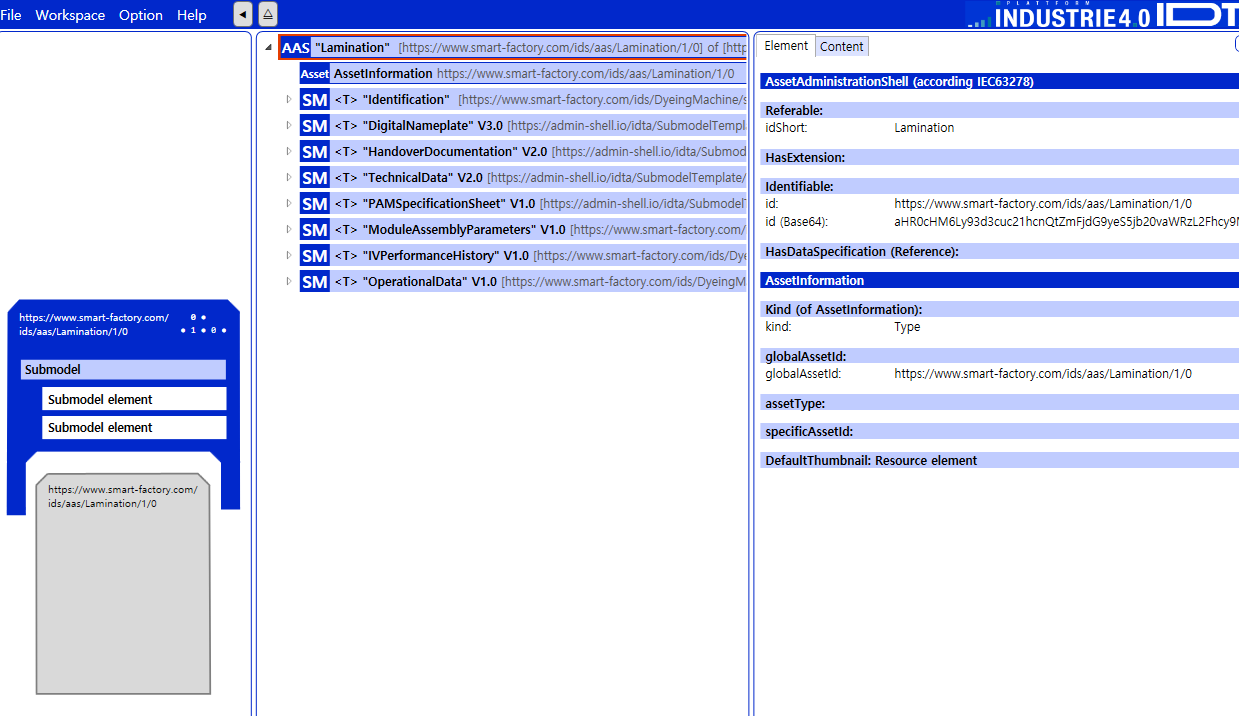 File Workspace Option Help
PLATTFORM
INDUSTRIE4.0
https://www.smart-factory.com/
ids/aas/Lamination/1/0
0
1 0
Submodel
Submodel element
Submodel element
https://www.smart-factory.com/
ids/aas/Lamination/1/0
AAS "Lamination" [https://www.smart-factory.com/ids/aas/Lamination/1/0] of [http
Asset AssetInformation https://www.smart-factory.com/ids/aas/Lamination/1/0
SM <T> "Identification" [https://www.smart-factory.com/ids/DyeingMachine/s
SM <T> "DigitalNameplate" V3.0 [https://admin-shell.io/idta/SubmodelTempl
SM <T> "HandoverDocumentation" V2.0 [https://admin-shell.io/idta/Submod
SM <T> "TechnicalData" V2.0 [https://admin-shell.io/idta/SubmodelTemplate/
SM <T> "PAMSpecificationSheet" V1.0 [https://admin-shell.io/idta/SubmodelT
SM <T> "ModuleAssemblyParameters" V1.0 [https://www.smart-factory.com/
SM <T> "IVPerformanceHistory" V1.0 [https://www.smart-factory.com/ids/Dye
SM <T> "OperationalData" V1.0 [https://www.smart-factory.com/ids/DyeingM
Element Content
AssetAdministrationShell (according IEC63278)
Referable:
idShort: Lamination
HasExtension:
Identifiable:
id: https://www.smart-factory.com/ids/aas/Lamination/1/0
id (Base64): aHR0cHM6Ly93d3cuc21hcnQtZmFjdG9yeS5jb20vaWRzL2Fhcy9M
HasDataSpecification (Reference):
AssetInformation
Kind (of AssetInformation):
kind: Type
globalAssetId:
globalAssetId: https://www.smart-factory.com/ids/aas/Lamination/1/0
assetType:
specificAssetId:
DefaultThumbnail: Resource element